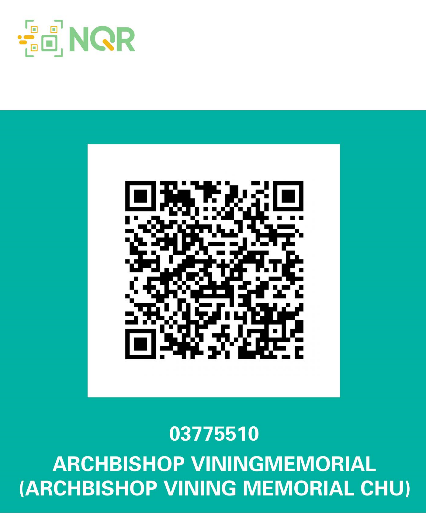 NQR
03775510
ARCHBISHOP VININGMEMORIAL
(ARCHBISHOP VINING MEMORIAL CHU)